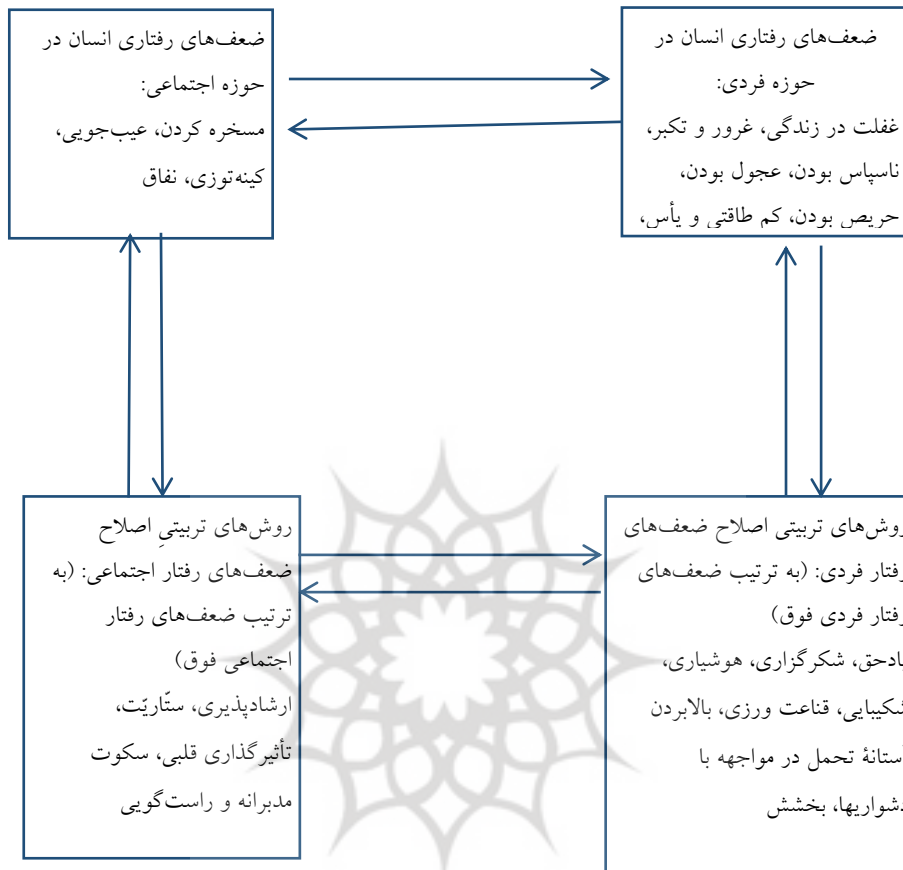 ضعف‌های رفتاری انسان در
حوزه فردی:
غفلت در زندگی، غرور و تکبر،
ناسپاس بودن، عجول بودن،
حریص بودن، کم طاقتی و یأس،
ضعف‌های رفتاری انسان در
حوزه اجتماعی:
مسخره کردن، عیب‌جویی،
کینه‌توزی، نفاق
روش‌های تربیتی اصلاح ضعف‌های
رفتار فردی: (به ترتیب ضعف‌های
رفتار فردی فوق)
یادحق، شکرگزاری، هوشیاری،
شکیبایی، قناعت ورزی، بالابردن
آستانهٔ تحمل در مواجهه با
دشواریها، بخشش
روش‌های تربیتیِ اصلاح
ضعف‌های رفتار اجتماعی: (به
ترتیب ضعف‌های رفتار
اجتماعی فوق)
ارشادپذیری، ستّاریّت،
تأثیرگذاری قلبی، سکوت
مدبرانه و راست‌گویی